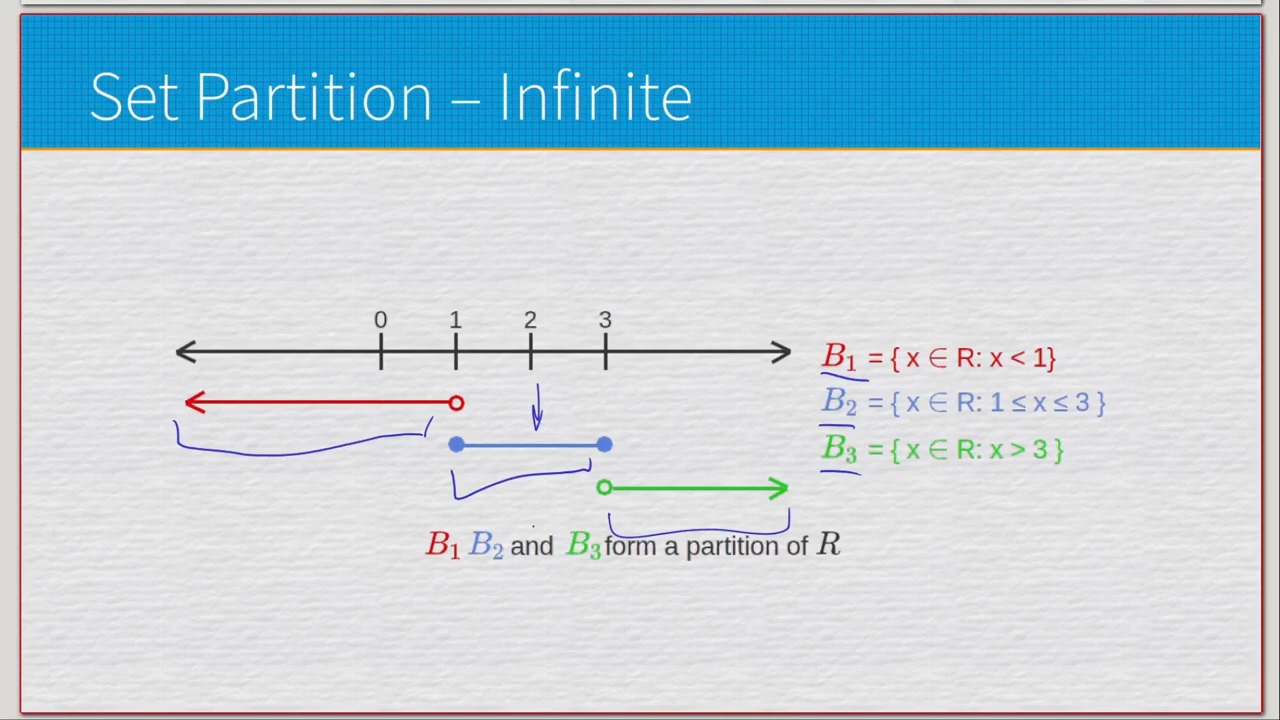 Set Partition – Infinite
0 1 2 3
B₁ = { x ∈ R: x < 1}
B₂ = { x ∈ R: 1 ≤ x ≤ 3 }
B₃ = { x ∈ R: x > 3 }
B₁ B₂ and B₃ form a partition of R